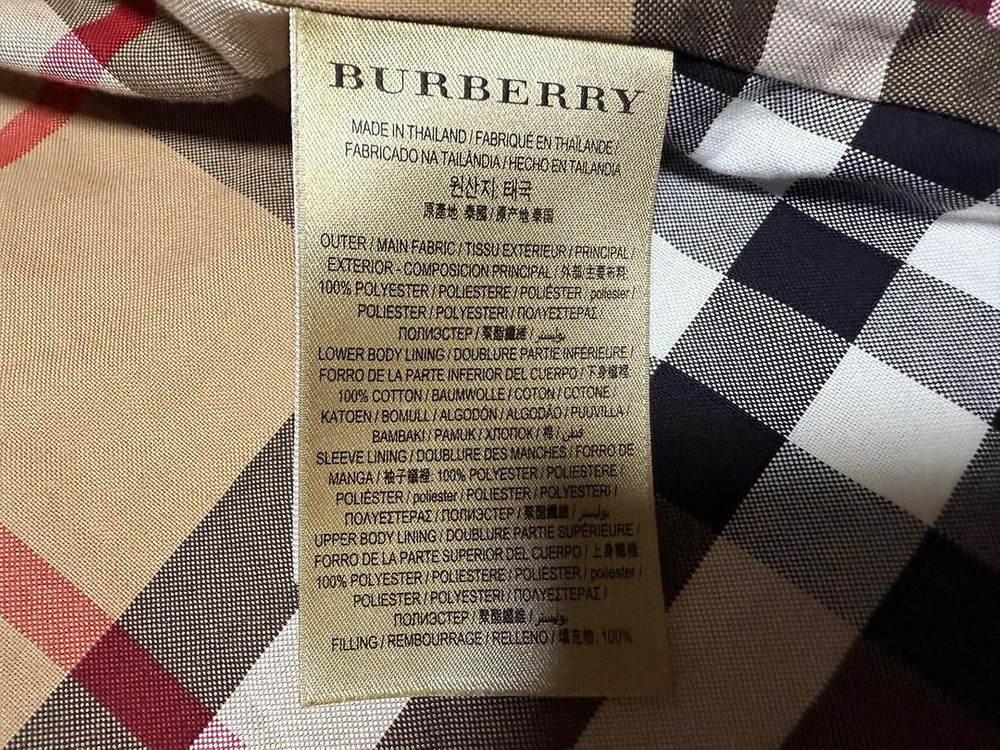 BURBERRY
MADE IN THAILAND / FABRIQUÉ EN THAÏLANDE
FABRICADO NA TAILÂNDIA / HECHO EN TAILANDIA
원산지: 태국
原產地: 泰國 / 原产地: 泰国
OUTER / MAIN FABRIC / TISSU EXTERIEUR / PRINCIPAL /
EXTERIOR - COMPOSICION PRINCIPAL / 外部/主要布料:
100% POLYESTER / POLIESTERE / POLIÉSTER / poliester /
POLIESTER / POLYESTERI / ΠΟΛΥΕΣΤΕΡΑΣ /
ПОЛИЭСТЕР / 聚酯纖維 / بوليستر
LOWER BODY LINING / DOUBLURE PARTIE INFERIEURE /
FORRO DE LA PARTE INFERIOR DEL CUERPO / 下身襯裡:
100% COTTON / BAUMWOLLE / COTON / COTONE
KATOEN / BOMULL / ALGODÓN / ALGODÃO / PUUVILLA /
BAMBAKI / PAMUK / ХЛОПОК / 棉 / قطن
SLEEVE LINING / DOUBLURE DES MANCHES / FORRO DE
MANGA / 袖子襯裡: 100% POLYESTER / POLIESTERE /
POLIÉSTER / poliester / POLIESTER / POLYESTERI /
ΠΟΛΥΕΣΤΕΡΑΣ / ПОЛИЭСТЕР / 聚酯纖維 / بوليستر
UPPER BODY LINING / DOUBLURE PARTIE SUPÉRIEURE /
FORRO DE LA PARTE SUPERIOR DEL CUERPO / 上身襯裡:
100% POLYESTER / POLIESTERE / POLIÉSTER / poliester /
POLIESTER / POLYESTERI / ΠΟΛΥΕΣΤΕΡΑΣ /
ПОЛИЭСТЕР / 聚酯纖維 / بوليستر
FILLING / REMBOURRAGE / RELLENO / 填充物: 100%